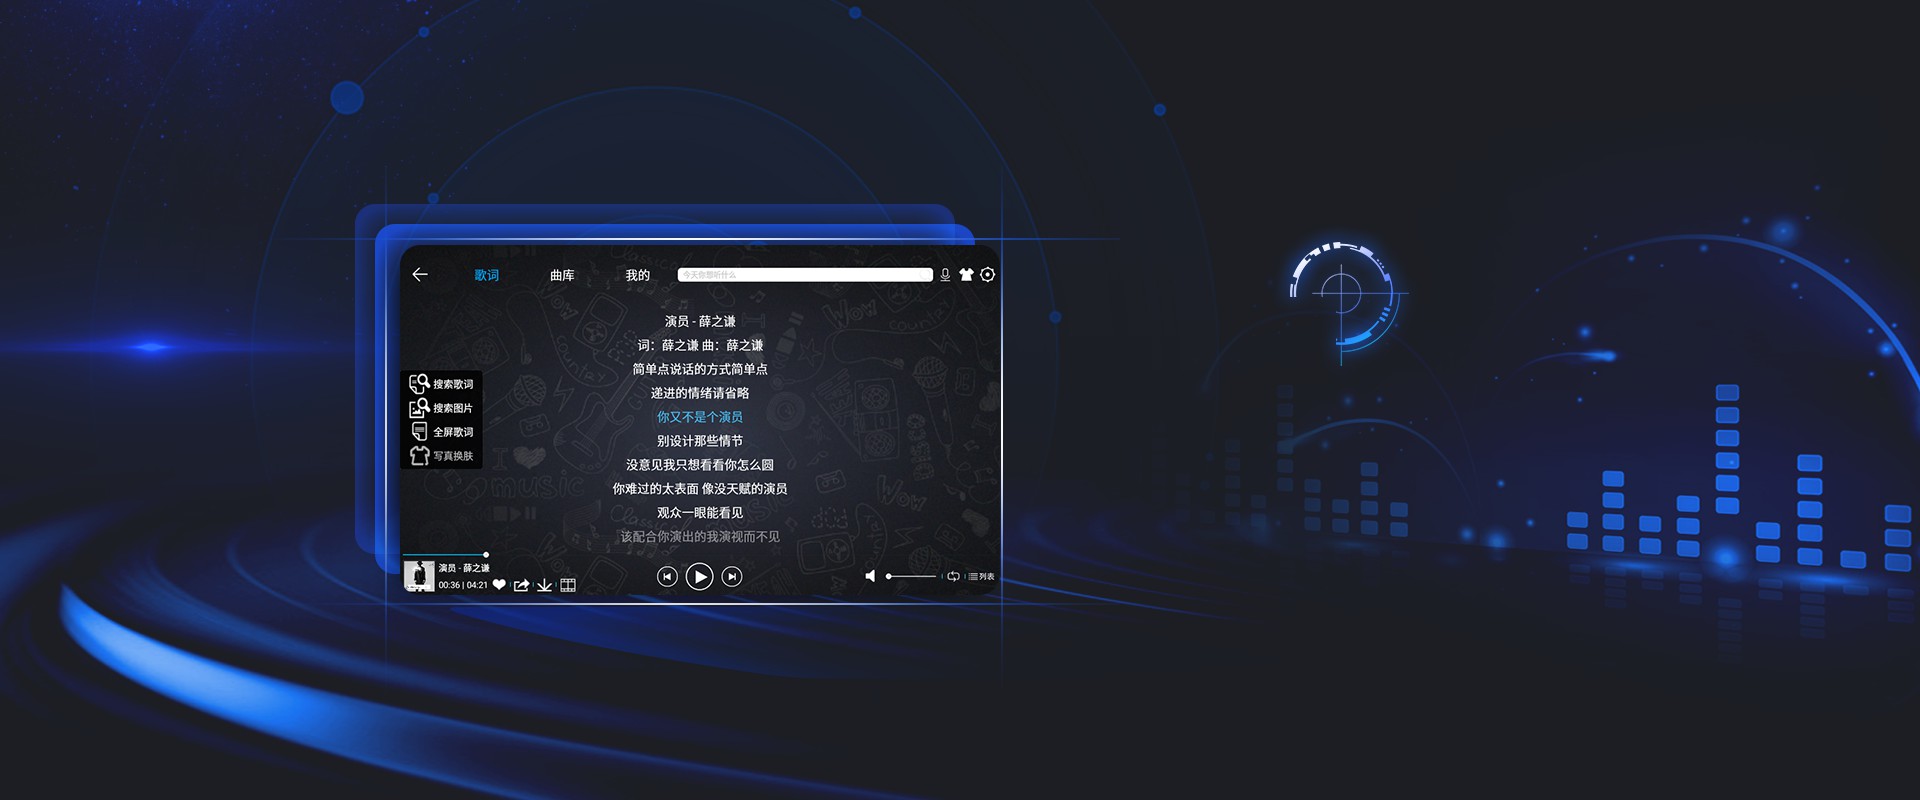 歌词 曲库 我的 今天你想听什么
演员 - 薛之谦
词：薛之谦 曲：薛之谦
简单点说话的方式简单点
递进的情绪请省略
你又不是个演员
别设计那些情节
没意见我只想看看你怎么圆
你难过的太表面 像没天赋的演员
观众一眼能看见
该配合你演出的我演视而不见
搜索歌词
搜索图片
全屏歌词
写真换肤
演员 - 薛之谦
00:36 | 04:21
列表
Classic
Wow
country
I
music
Wow
Classic